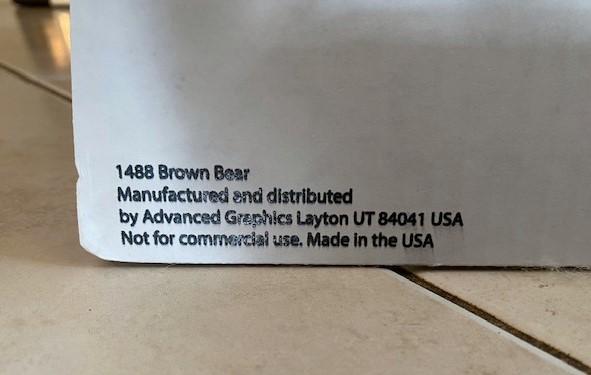 1488 Brown Bear
Manufactured and distributed
by Advanced Graphics Layton UT 84041 USA
Not for commercial use. Made in the USA